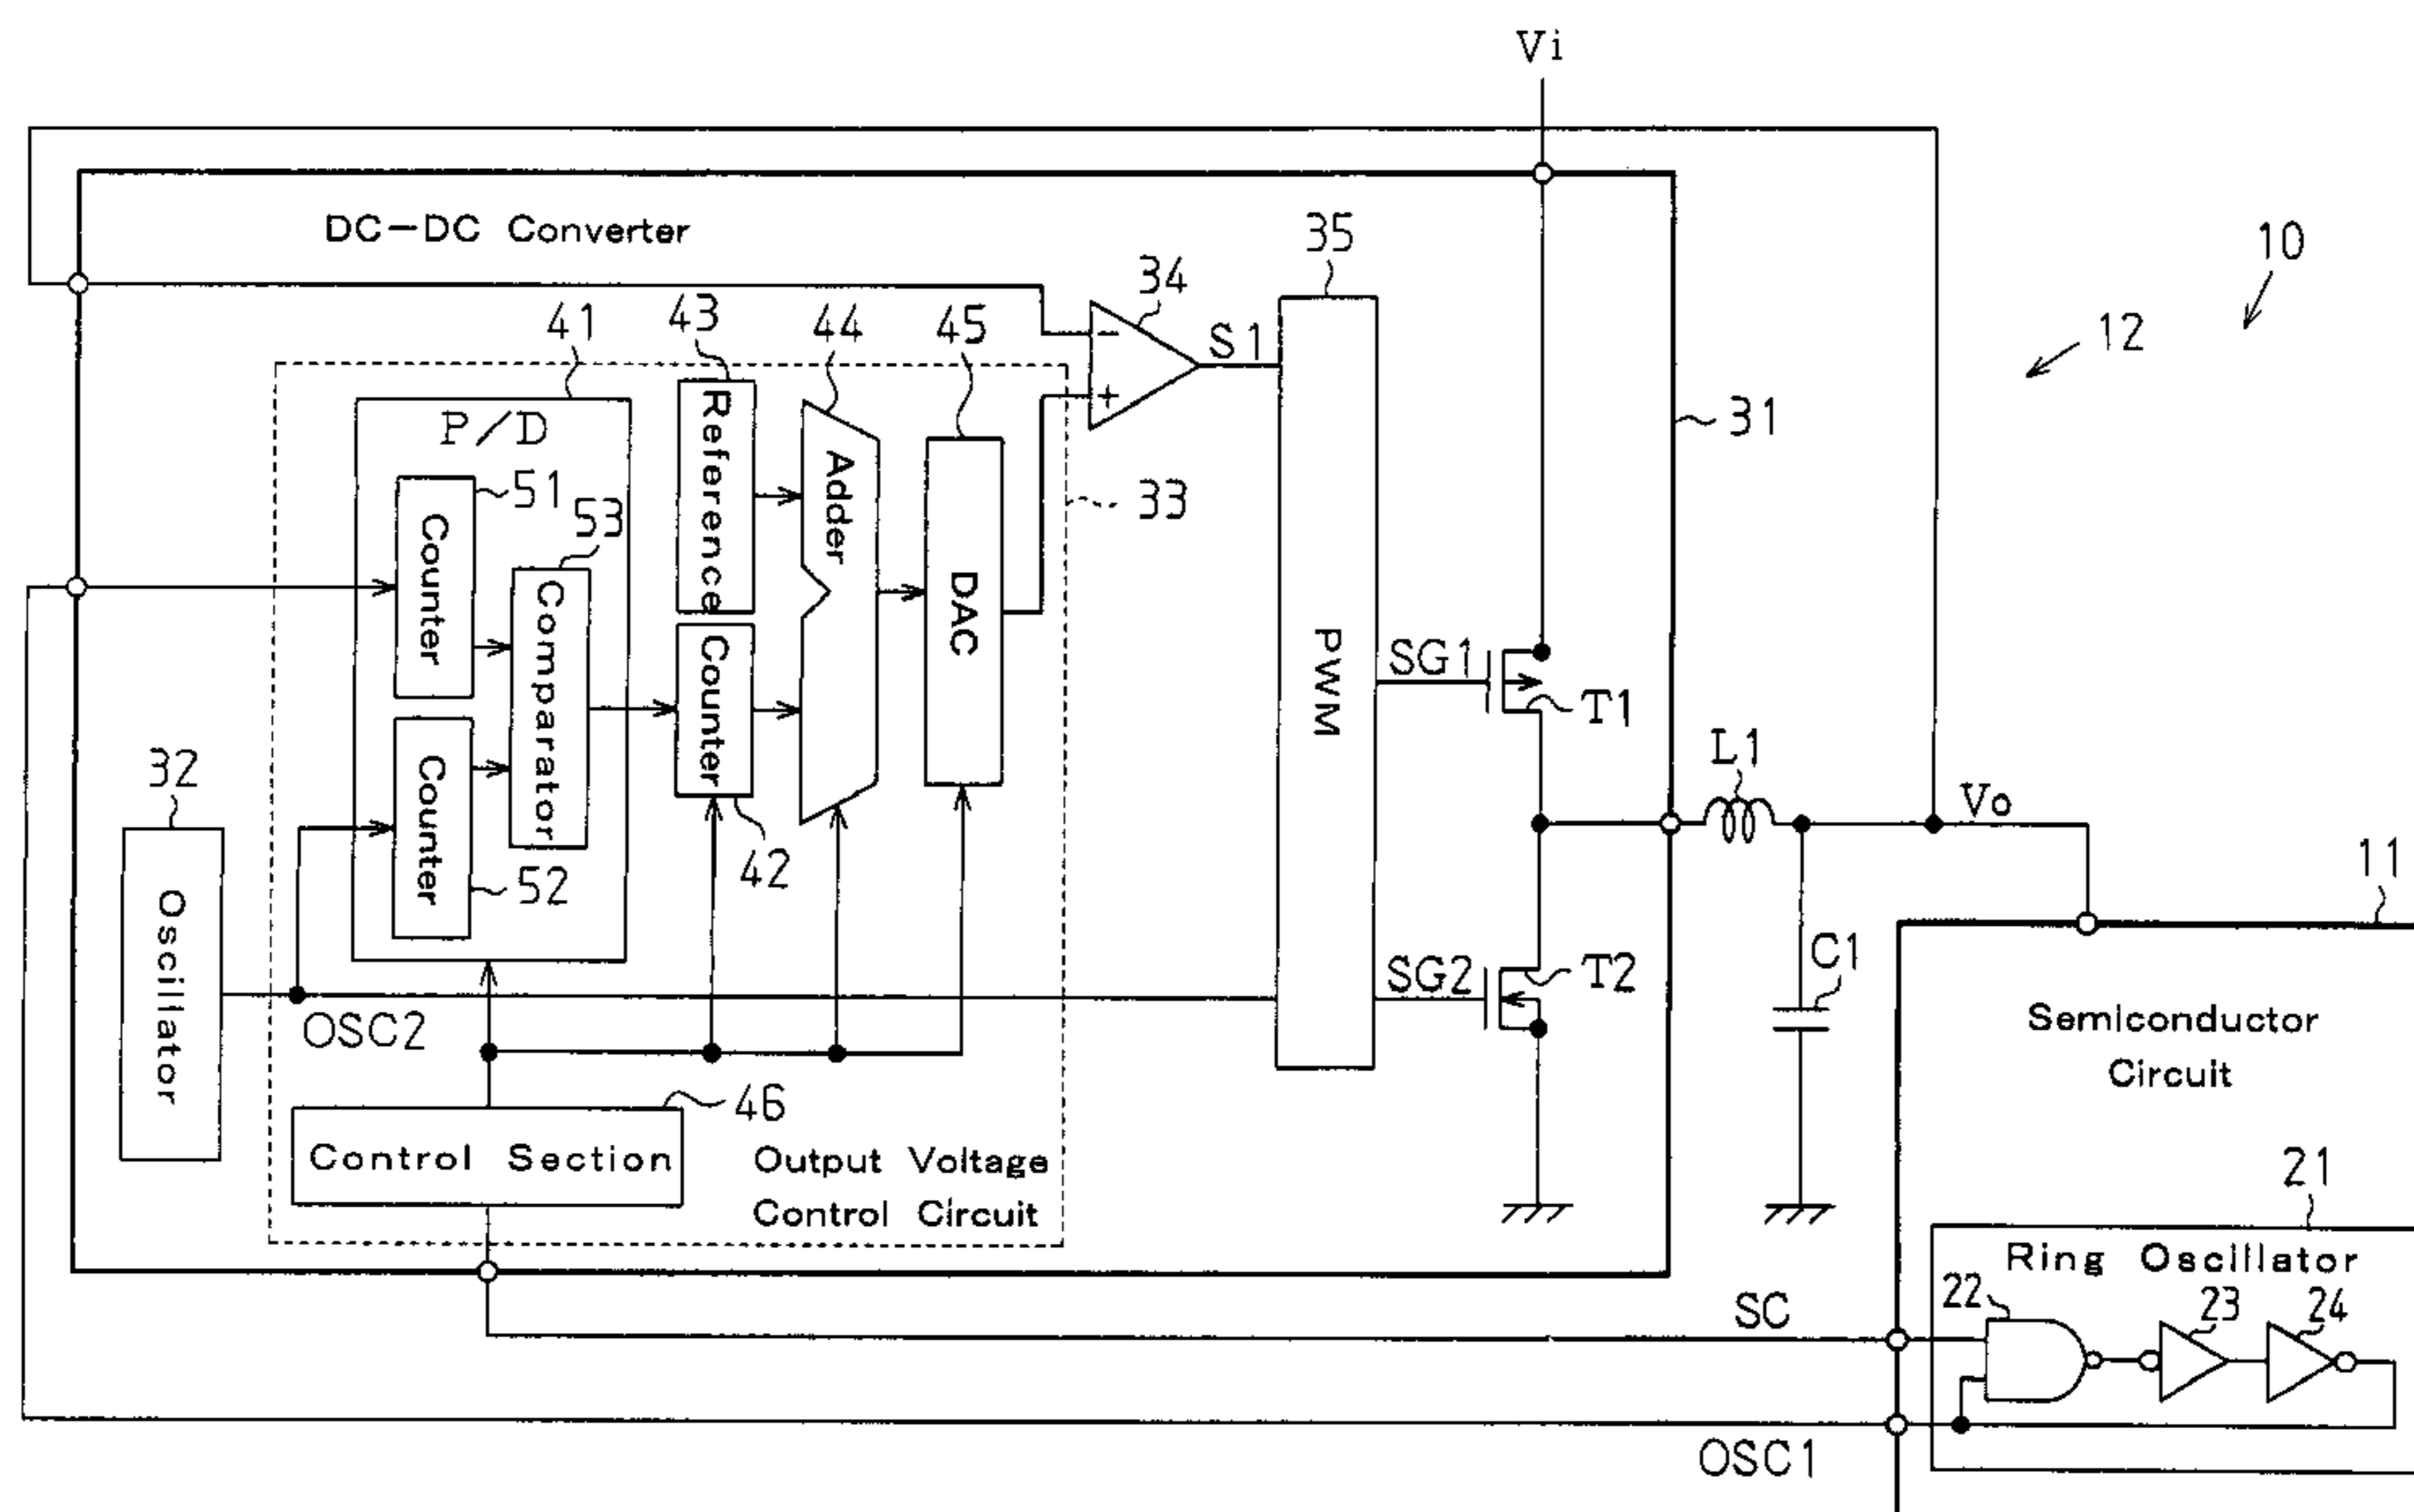 Vi
DC-DC Converter
35
10
34
12
41
43
44
45
S1
31
P/D
Reference
Adder
33
51
53
Counter
Comparator
DAC
PWM
SG1
T1
Counter
32
Counter
L1
Vo
42
52
11
Oscillator
C1
SG2
T2
OSC2
Semiconductor
Circuit
46
Control Section
Output Voltage
Control Circuit
21
Ring Oscillator
SC
22
23
24
OSC1